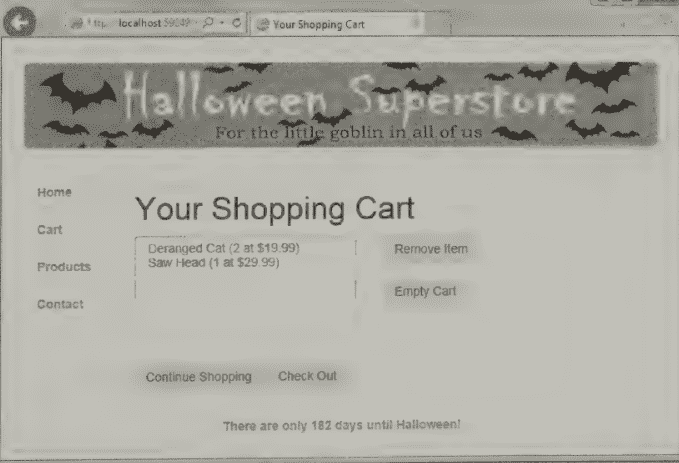 localhost
Your Shopping Cart
Halloween Superstore
For the little goblin in all of us
Home
Cart
Products
Contact
Your Shopping Cart
Deranged Cat (2 at $19.99)
Saw Head (1 at $29.99)
Remove Item
Empty Cart
Continue Shopping
Check Out
There are only 182 days until Halloween!